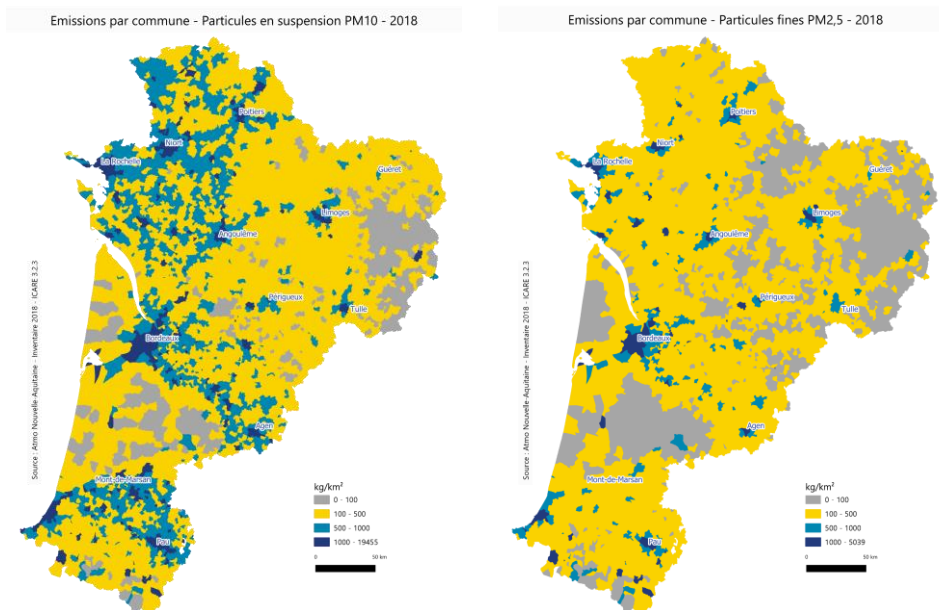 Emissions par commune - Particules en suspension PM10 - 2018
Poitiers
Niort
La Rochelle
Guéret
Limoges
Angoulême
Périgueux
Tulle
Bordeaux
Agen
Mont-de-Marsan
Pau
Source : Atmo Nouvelle-Aquitaine - Inventaire 2018 - ICARE 3.2.3
kg/km²
0 - 100
100 - 500
500 - 1000
1000 - 19455
0 50 km
Emissions par commune - Particules fines PM2,5 - 2018
Poitiers
Niort
La Rochelle
Guéret
Limoges
Angoulême
Périgueux
Tulle
Bordeaux
Agen
Mont-de-Marsan
Pau
Source : Atmo Nouvelle-Aquitaine - Inventaire 2018 - ICARE 3.2.3
kg/km²
0 - 100
100 - 500
500 - 1000
1000 - 5039
0 50 km